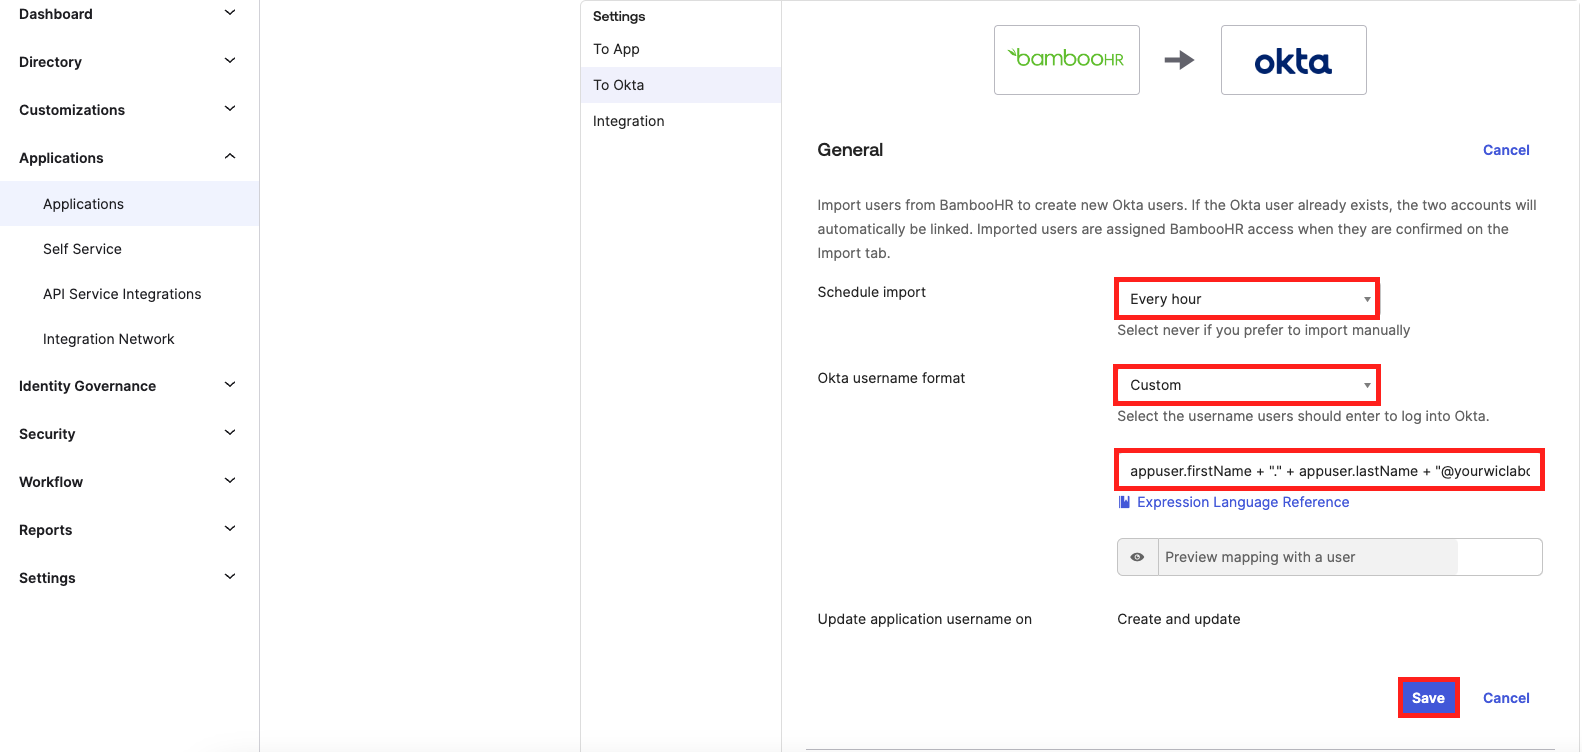 Dashboard
Directory
Customizations
Applications
Applications
Self Service
API Service Integrations
Integration Network
Identity Governance
Security
Workflow
Reports
Settings
Settings
To App
To Okta
Integration
bambooHR
okta
General
Cancel
Import users from BambooHR to create new Okta users. If the Okta user already exists, the two accounts will
automatically be linked. Imported users are assigned BambooHR access when they are confirmed on the
Import tab.
Schedule import
Every hour
Select never if you prefer to import manually
Okta username format
Custom
Select the username users should enter to log into Okta.
appuser.firstName + "." + appuser.lastName + "@yourwiclab
Expression Language Reference
Preview mapping with a user
Update application username on
Create and update
Save
Cancel